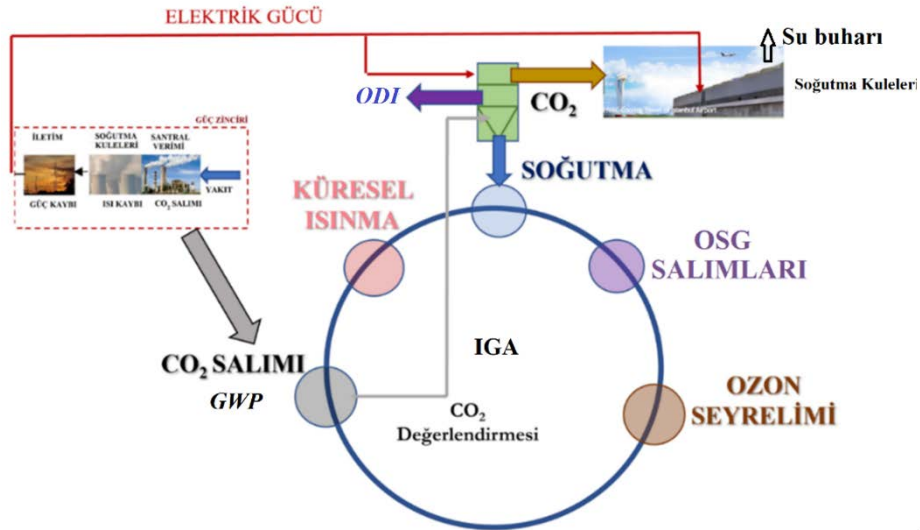 ELEKTRİK GÜCÜ
Su buharı
Soğutma Kuleleri
ODI
CO₂
GÜÇ ZİNCİRİ
İLETİM
SOĞUTMA
KULELERİ
SANTRAL
VERİMİ
YAKIT
GÜÇ KAYBI
ISI KAYBI
CO₂ SALIMI
SOĞUTMA
KÜRESEL
ISINMA
OSG
SALIMLARI
IGA
CO₂ SALIMI
GWP
OZON
SEYRELİMİ
CO₂
Değerlendirmesi